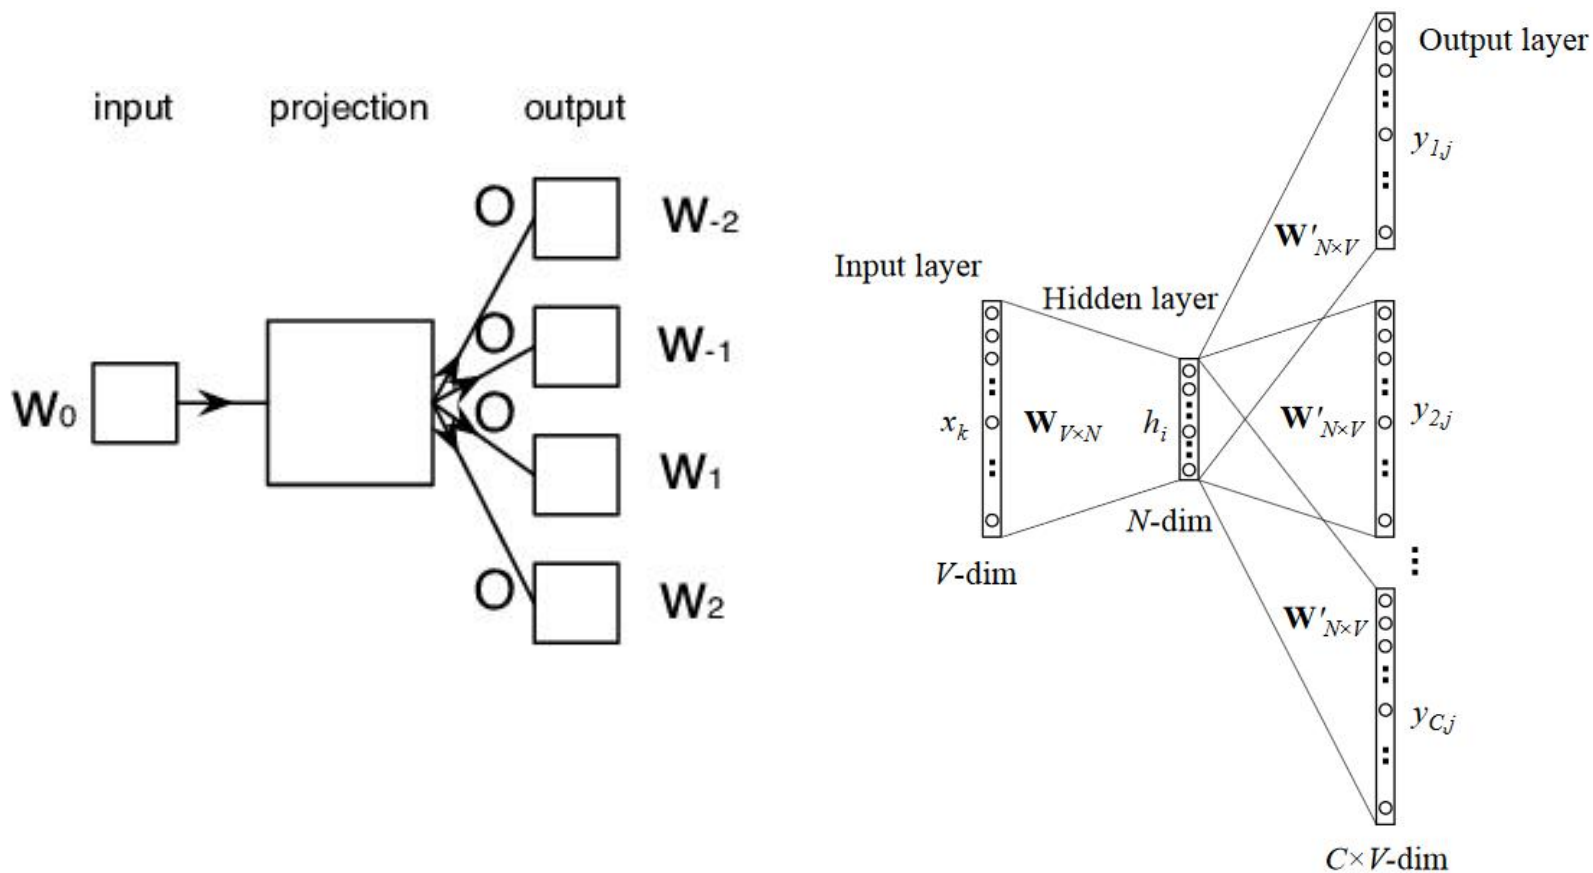 input projection output
O W-2
O W-1
W0
O W1
O W2
Output layer
y1,j
W'N×V
Input layer
Hidden layer
xk WV×N hi W'N×V y2,j
N-dim
V-dim
W'N×V
yC,j
C×V-dim